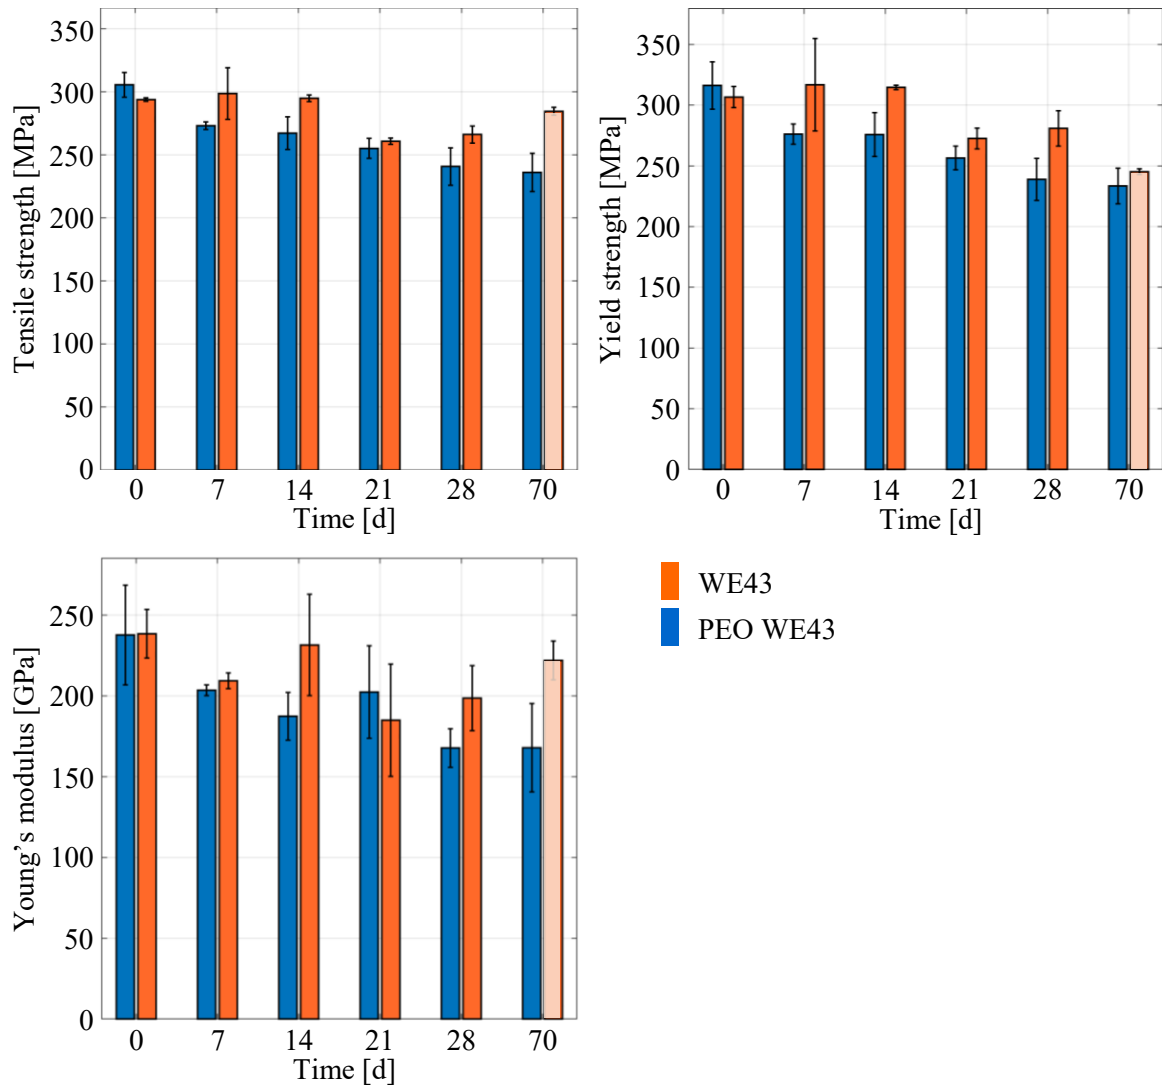 Tensile strength [MPa]
350
300
250
200
150
100
50
0
0 7 14 21 28 70
Time [d]
Yield strength [MPa]
350
300
250
200
150
100
50
0
0 7 14 21 28 70
Time [d]
Young’s modulus [GPa]
250
200
150
100
50
0
0 7 14 21 28 70
Time [d]
WE43
PEO WE43